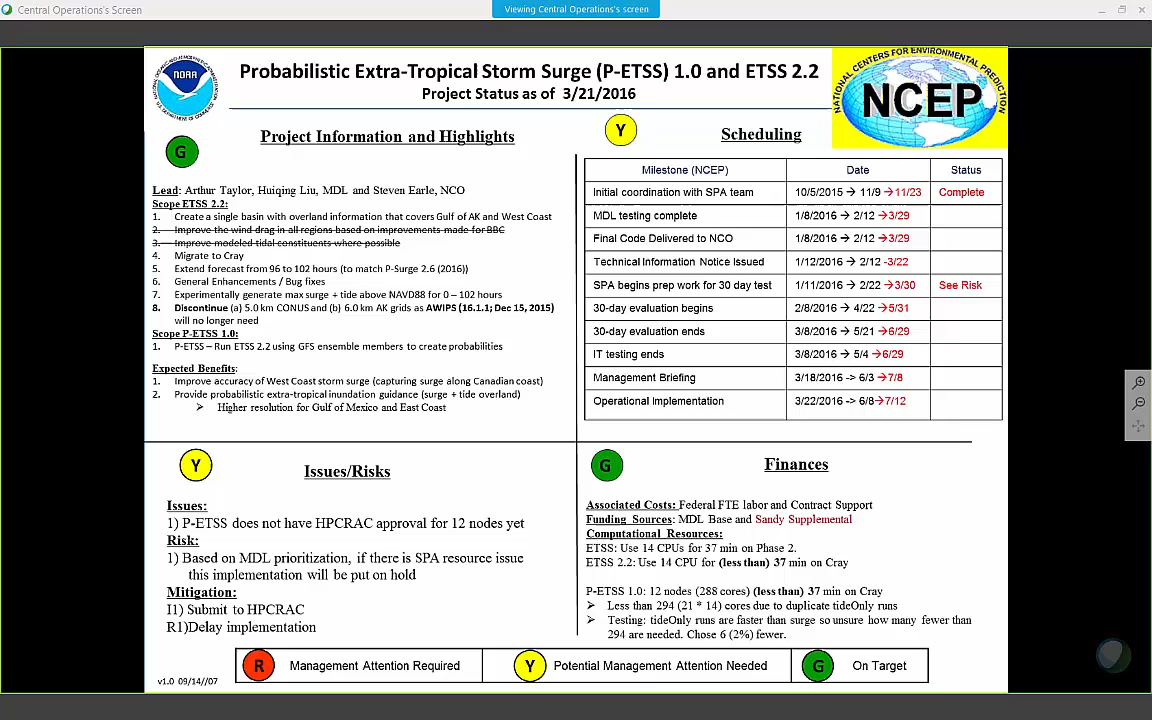 Central Operations's Screen
Viewing Central Operations's screen
NOAA
Probabilistic Extra-Tropical Storm Surge (P-ETSS) 1.0 and ETSS 2.2
Project Status as of 3/21/2016
NATIONAL CENTERS FOR ENVIRONMENTAL PREDICTION
NCEP
G
Project Information and Highlights
Lead: Arthur Taylor, Huiqing Liu, MDL and Steven Earle, NCO
Scope ETSS 2.2:
1. Create a single basin with overland information that covers Gulf of AK and West Coast
2. Improve the wind drag in all regions based on improvements made for BBC
3. Improve modeled tidal constituents where possible
4. Migrate to Cray
5. Extend forecast from 96 to 102 hours (to match P-Surge 2.6 (2016))
6. General Enhancements / Bug fixes
7. Experimentally generate max surge + tide above NAVD88 for 0 – 102 hours
8. Discontinue (a) 5.0 km CONUS and (b) 6.0 km AK grids as AWIPS (16.1.1; Dec 15, 2015)
will no longer need
Scope P-ETSS 1.0:
1. P-ETSS – Run ETSS 2.2 using GFS ensemble members to create probabilities
Expected Benefits:
1. Improve accuracy of West Coast storm surge (capturing surge along Canadian coast)
2. Provide probabilistic extra-tropical inundation guidance (surge + tide overland)
➢ Higher resolution for Gulf of Mexico and East Coast
Y
Scheduling
Milestone (NCEP) Date Status
Initial coordination with SPA team 10/5/2015 → 11/9 → 11/23 Complete
MDL testing complete 1/8/2016 → 2/12 → 3/29
Final Code Delivered to NCO 1/8/2016 → 2/12 → 3/29
Technical Information Notice Issued 1/12/2016 → 2/12 -3/22
SPA begins prep work for 30 day test 1/11/2016 → 2/22 → 3/30 See Risk
30-day evaluation begins 2/8/2016 → 4/22 → 5/31
30-day evaluation ends 3/8/2016 → 5/21 → 6/29
IT testing ends 3/8/2016 → 5/4 → 6/29
Management Briefing 3/18/2016 -> 6/3 → 7/8
Operational Implementation 3/22/2016 -> 6/8 → 7/12
Y
Issues/Risks
Issues:
1) P-ETSS does not have HPCRAC approval for 12 nodes yet
Risk:
1) Based on MDL prioritization, if there is SPA resource issue
this implementation will be put on hold
Mitigation:
I1) Submit to HPCRAC
R1)Delay implementation
G
Finances
Associated Costs: Federal FTE labor and Contract Support
Funding Sources: MDL Base and Sandy Supplemental
Computational Resources:
ETSS: Use 14 CPUs for 37 min on Phase 2.
ETSS 2.2: Use 14 CPU for (less than) 37 min on Cray
P-ETSS 1.0: 12 nodes (288 cores) (less than) 37 min on Cray
➢ Less than 294 (21 * 14) cores due to duplicate tideOnly runs
➢ Testing: tideOnly runs are faster than surge so unsure how many fewer than
294 are needed. Chose 6 (2%) fewer.
R Management Attention Required
Y Potential Management Attention Needed
G On Target
v1.0 09/14//07